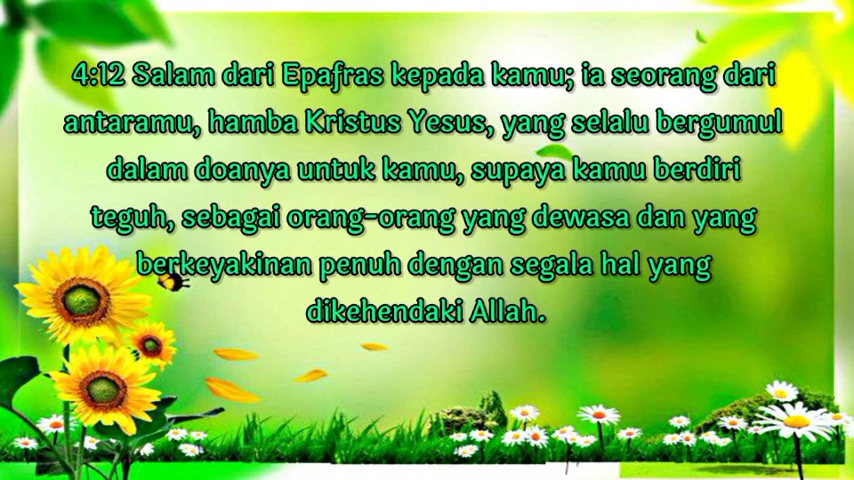 4:12 Salam dari Epafras kepada kamu; ia seorang dari
antaramu, hamba Kristus Yesus, yang selalu bergumul
dalam doanya untuk kamu, supaya kamu berdiri
teguh, sebagai orang-orang yang dewasa dan yang
berkeyakinan penuh dengan segala hal yang
dikehendaki Allah.